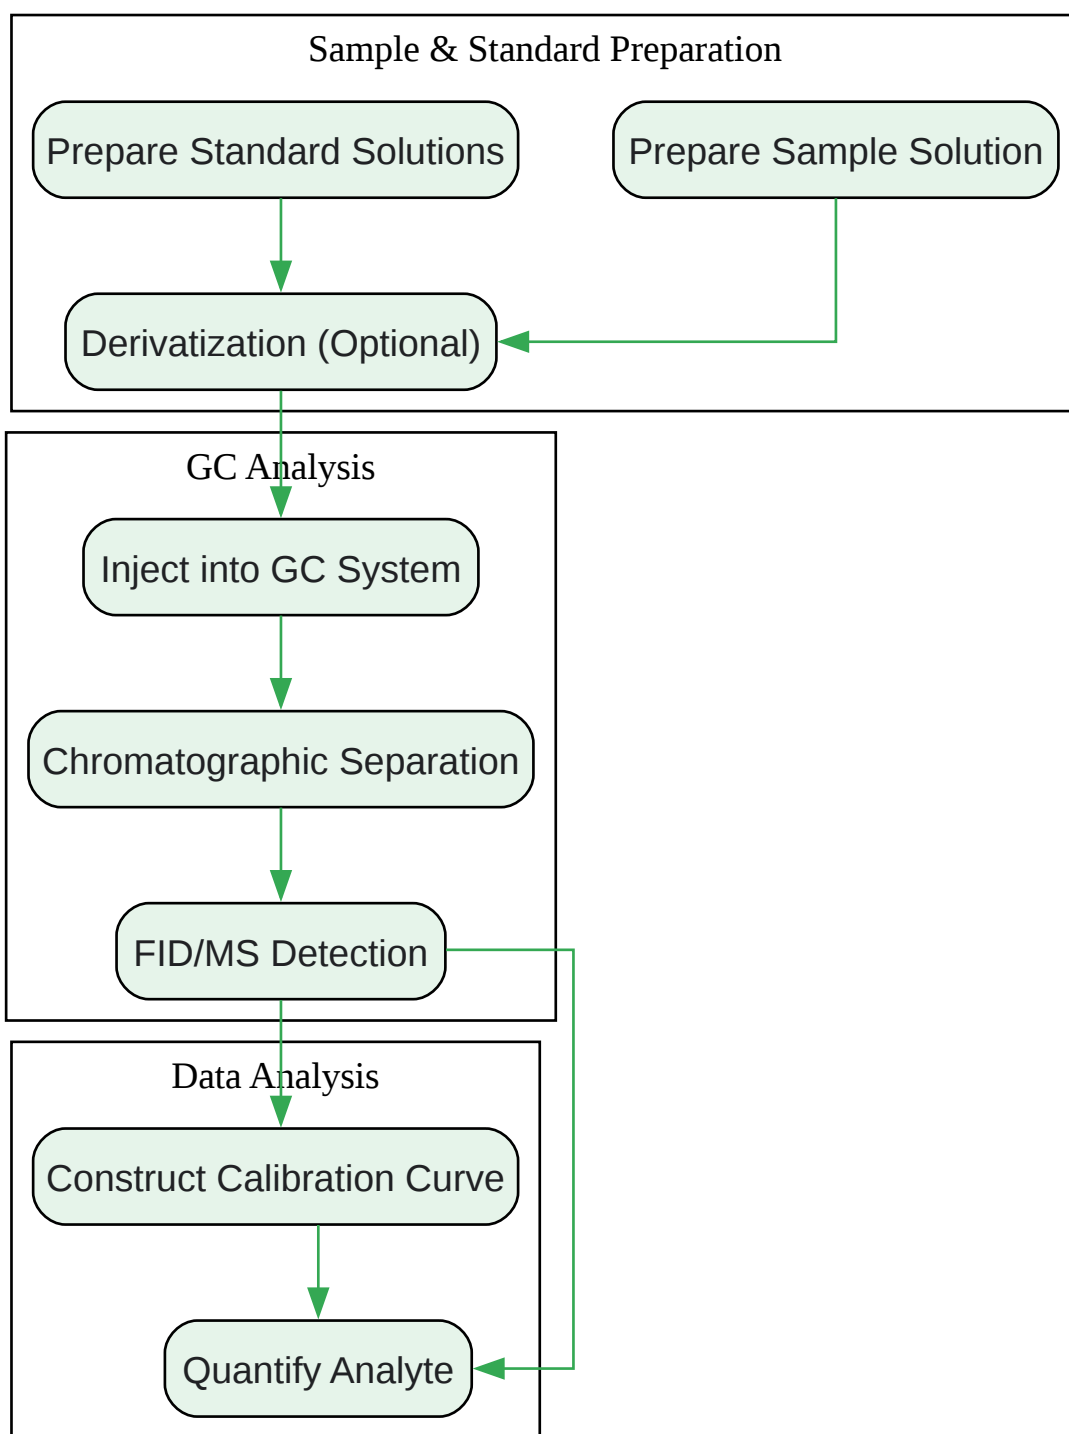 Sample & Standard Preparation
Prepare Standard Solutions
Prepare Sample Solution
Derivatization (Optional)
GC Analysis
Inject into GC System
Chromatographic Separation
FID/MS Detection
Data Analysis
Construct Calibration Curve
Quantify Analyte